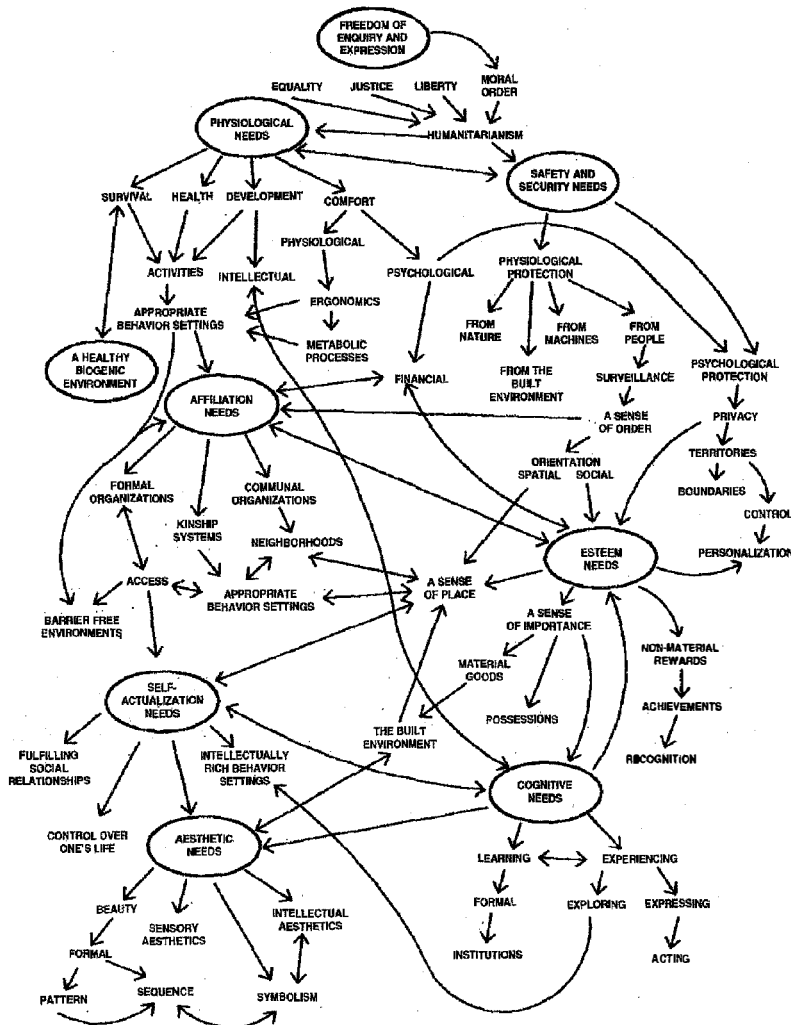 FREEDOM OF
ENQUIRY AND
EXPRESSION
EQUALITY
JUSTICE
LIBERTY
MORAL
ORDER
PHYSIOLOGICAL
NEEDS
HUMANITARIANISM
SAFETY AND
SECURITY NEEDS
SURVIVAL
HEALTH
DEVELOPMENT
COMFORT
PHYSIOLOGICAL
ACTIVITIES
INTELLECTUAL
PSYCHOLOGICAL
PHYSIOLOGICAL
PROTECTION
ERGONOMICS
APPROPRIATE
BEHAVIOR SETTINGS
METABOLIC
PROCESSES
FROM
NATURE
FROM
MACHINES
FROM
PEOPLE
A HEALTHY
BIOGENIC
ENVIRONMENT
FINANCIAL
FROM THE
BUILT
ENVIRONMENT
SURVEILLANCE
PSYCHOLOGICAL
PROTECTION
AFFILIATION
NEEDS
A SENSE
OF ORDER
PRIVACY
TERRITORIES
ORIENTATION
SPATIAL SOCIAL
BOUNDARIES
FORMAL
ORGANIZATIONS
COMMUNAL
ORGANIZATIONS
KINSHIP
SYSTEMS
NEIGHBORHOODS
CONTROL
PERSONALIZATION
ESTEEM
NEEDS
ACCESS
APPROPRIATE
BEHAVIOR SETTINGS
A SENSE
OF PLACE
BARRIER FREE
ENVIRONMENTS
A SENSE
OF IMPORTANCE
NON-MATERIAL
REWARDS
MATERIAL
GOODS
SELF-
ACTUALIZATION
NEEDS
ACHIEVEMENTS
POSSESSIONS
THE BUILT
ENVIRONMENT
RECOGNITION
FULFILLING
SOCIAL
RELATIONSHIPS
INTELLECTUALLY
RICH BEHAVIOR
SETTINGS
COGNITIVE
NEEDS
CONTROL OVER
ONE'S LIFE
AESTHETIC
NEEDS
LEARNING
EXPERIENCING
FORMAL
EXPLORING
EXPRESSING
BEAUTY
SENSORY
AESTHETICS
INTELLECTUAL
AESTHETICS
INSTITUTIONS
ACTING
FORMAL
PATTERN
SEQUENCE
SYMBOLISM